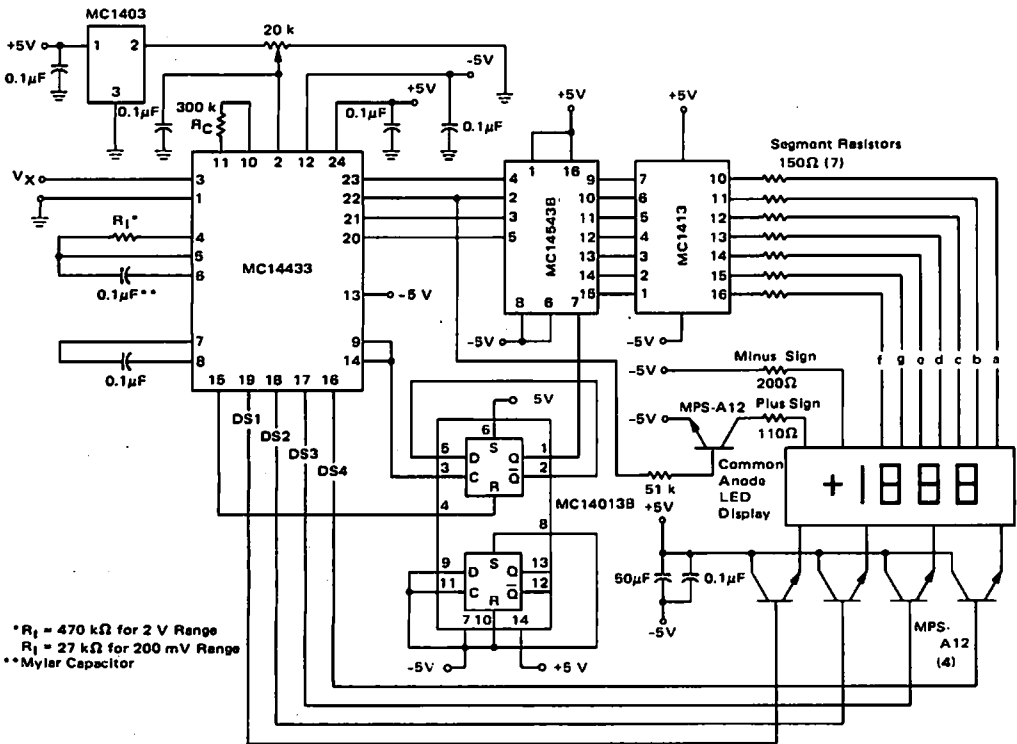 MC1403
+5V
1
2
3
0.1µF
20 k
-5V
+5V
0.1µF
0.1µF
0.1µF
300 k
RC
11 10 2 12 24
VX
3
1
RI*
4
5
6
0.1µF**
7
8
0.1µF
MC14433
23
22
21
20
13
-5 V
9
14
15 19 18 17 16
DS1
DS2
DS3
DS4
+5V
1 16
4
2
3
5
MC14543B
9
10
11
12
13
14
15
8 6 7
-5V
+5V
7
6
5
4
3
2
1
MC1413
10
11
12
13
14
15
16
-5V
Segment Resistors
150Ω (7)
f g e d c b a
Minus Sign
-5V
200Ω
MPS-A12
Plus Sign
-5V
110Ω
51 k
Common
Anode
LED
Display
5V
6
5 D S Q 1
3 C Q 2
R
4
MC14013B
8
9 D S Q 13
11 C Q 12
R
7 10 14
-5V
+5 V
+5V
50µF
0.1µF
-5V
MPS-
A12
(4)
*Rt = 470 kΩ for 2 V Range
RI = 27 kΩ for 200 mV Range
**Mylar Capacitor